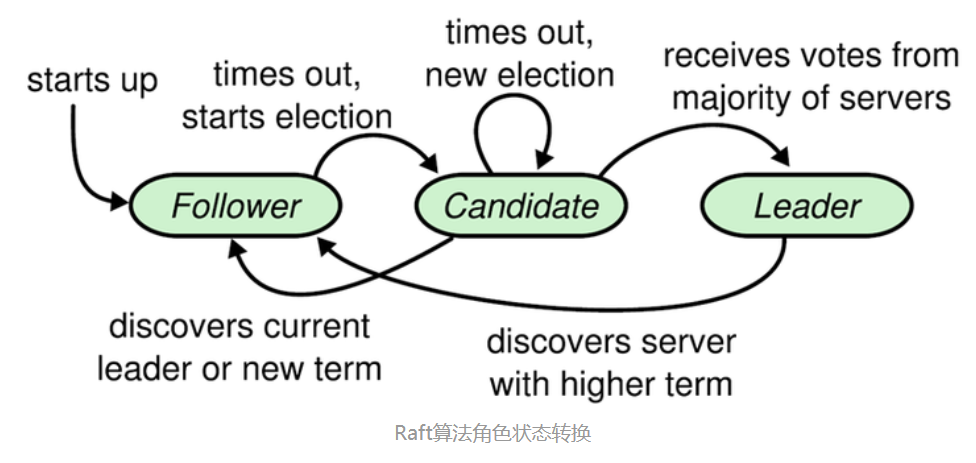 starts up
times out,
starts election
times out,
new election
receives votes from
majority of servers
Follower
Candidate
Leader
discovers current
leader or new term
discovers server
with higher term
Raft算法角色状态转换